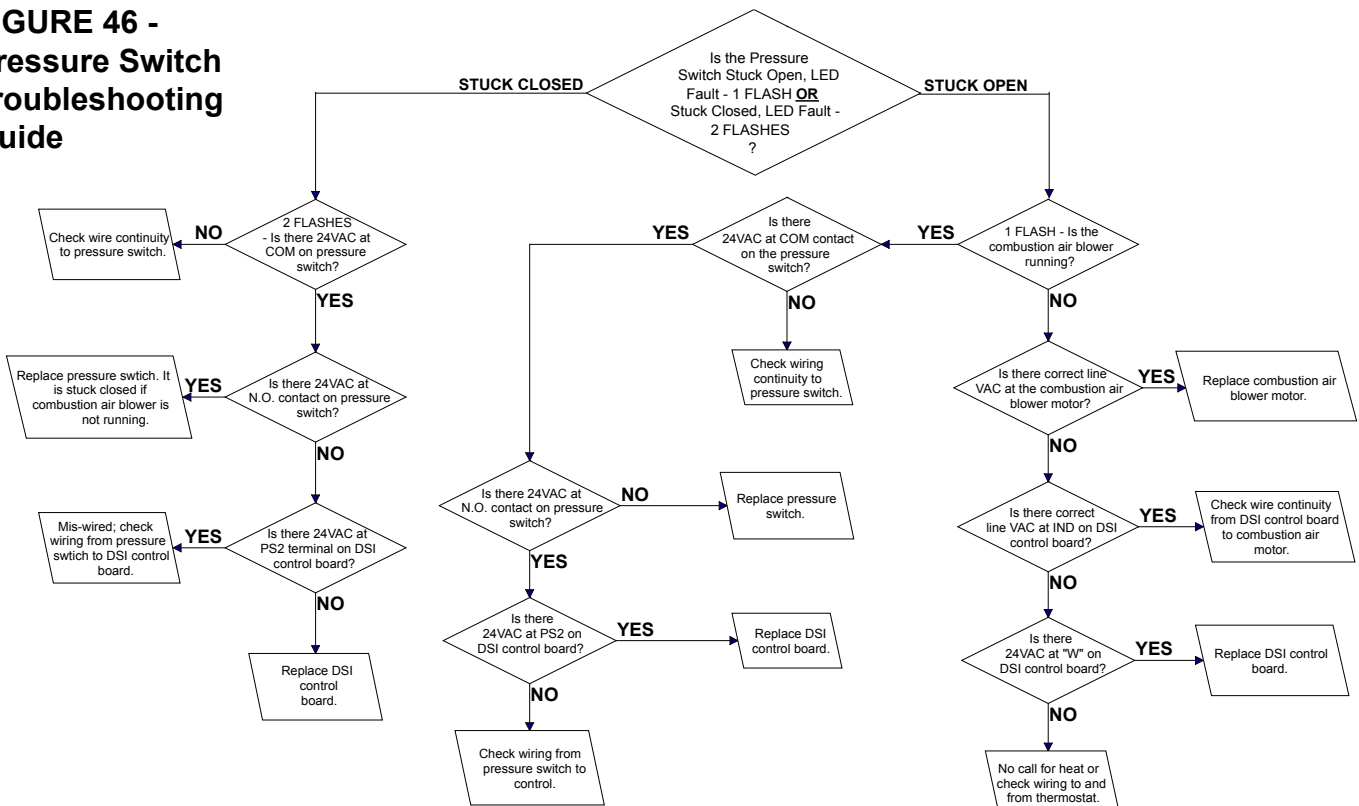 GURE 46 -
ressure Switch
roubleshooting
uide
Is the Pressure
Switch Stuck Open, LED
Fault - 1 FLASH OR
Stuck Closed, LED Fault -
2 FLASHES
?
STUCK CLOSED
STUCK OPEN
2 FLASHES
- Is there 24VAC at
COM on pressure
switch?
NO
Check wire continuity
to pressure switch.
YES
Is there 24VAC at
N.O. contact on pressure
switch?
YES
Replace pressure swtich. It
is stuck closed if
combustion air blower is
not running.
NO
Is there 24VAC at
PS2 terminal on DSI
control board?
YES
Mis-wired; check
wiring from pressure
swtich to DSI control
board.
NO
Replace DSI
control
board.
1 FLASH - Is the
combustion air blower
running?
YES
Is there
24VAC at COM contact
on the pressure
switch?
YES
NO
Check wiring
continuity to
pressure switch.
Is there 24VAC at
N.O. contact on pressure
switch?
NO
Replace pressure
switch.
YES
Is there
24VAC at PS2 on
DSI control board?
YES
Replace DSI
control board.
NO
Check wiring from
pressure switch to
control.
NO
Is there correct line
VAC at the combustion air
blower motor?
YES
Replace combustion air
blower motor.
NO
Is there correct
line VAC at IND on DSI
control board?
YES
Check wire continuity
from DSI control board
to combustion air
motor.
NO
Is there
24VAC at "W" on
DSI control board?
YES
Replace DSI control
board.
NO
No call for heat or
check wiring to and
from thermostat.